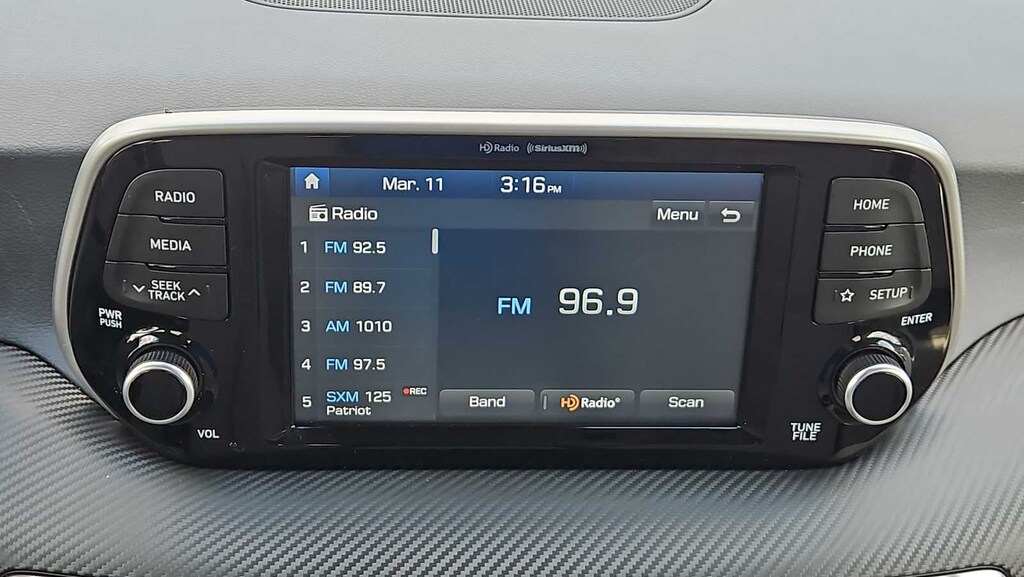 HD Radio ((SiriusXM))
RADIO
MEDIA
SEEK
TRACK
PWR
PUSH
VOL
Mar. 11 3:16 PM
Radio Menu
1 FM 92.5
2 FM 89.7
3 AM 1010
4 FM 97.5
5 SXM 125 REC
Patriot
FM 96.9
Band HD Radio® Scan
HOME
PHONE
☆ SETUP
ENTER
TUNE
FILE